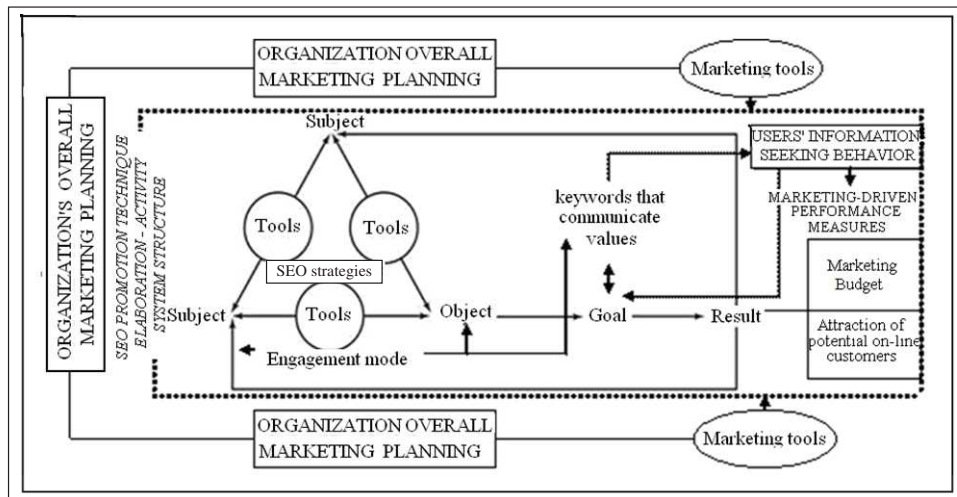 ORGANIZATION OVERALL
MARKETING PLANNING
Marketing tools
ORGANIZATION'S OVERALL
MARKETING PLANNING
SEO PROMOTION TECHNIQUE
ELABORATION - ACTIVITY
SYSTEM STRUCTURE
Subject
USERS' INFORMATION
SEEKING BEHAVIOR
keywords that
communicate
values
MARKETING-DRIVEN
PERFORMANCE
MEASURES
Tools
Tools
SEO strategies
Marketing
Budget
Subject
Tools
Object
Goal
Result
Attraction of
potential on-line
customers
Engagement mode
ORGANIZATION OVERALL
MARKETING PLANNING
Marketing tools